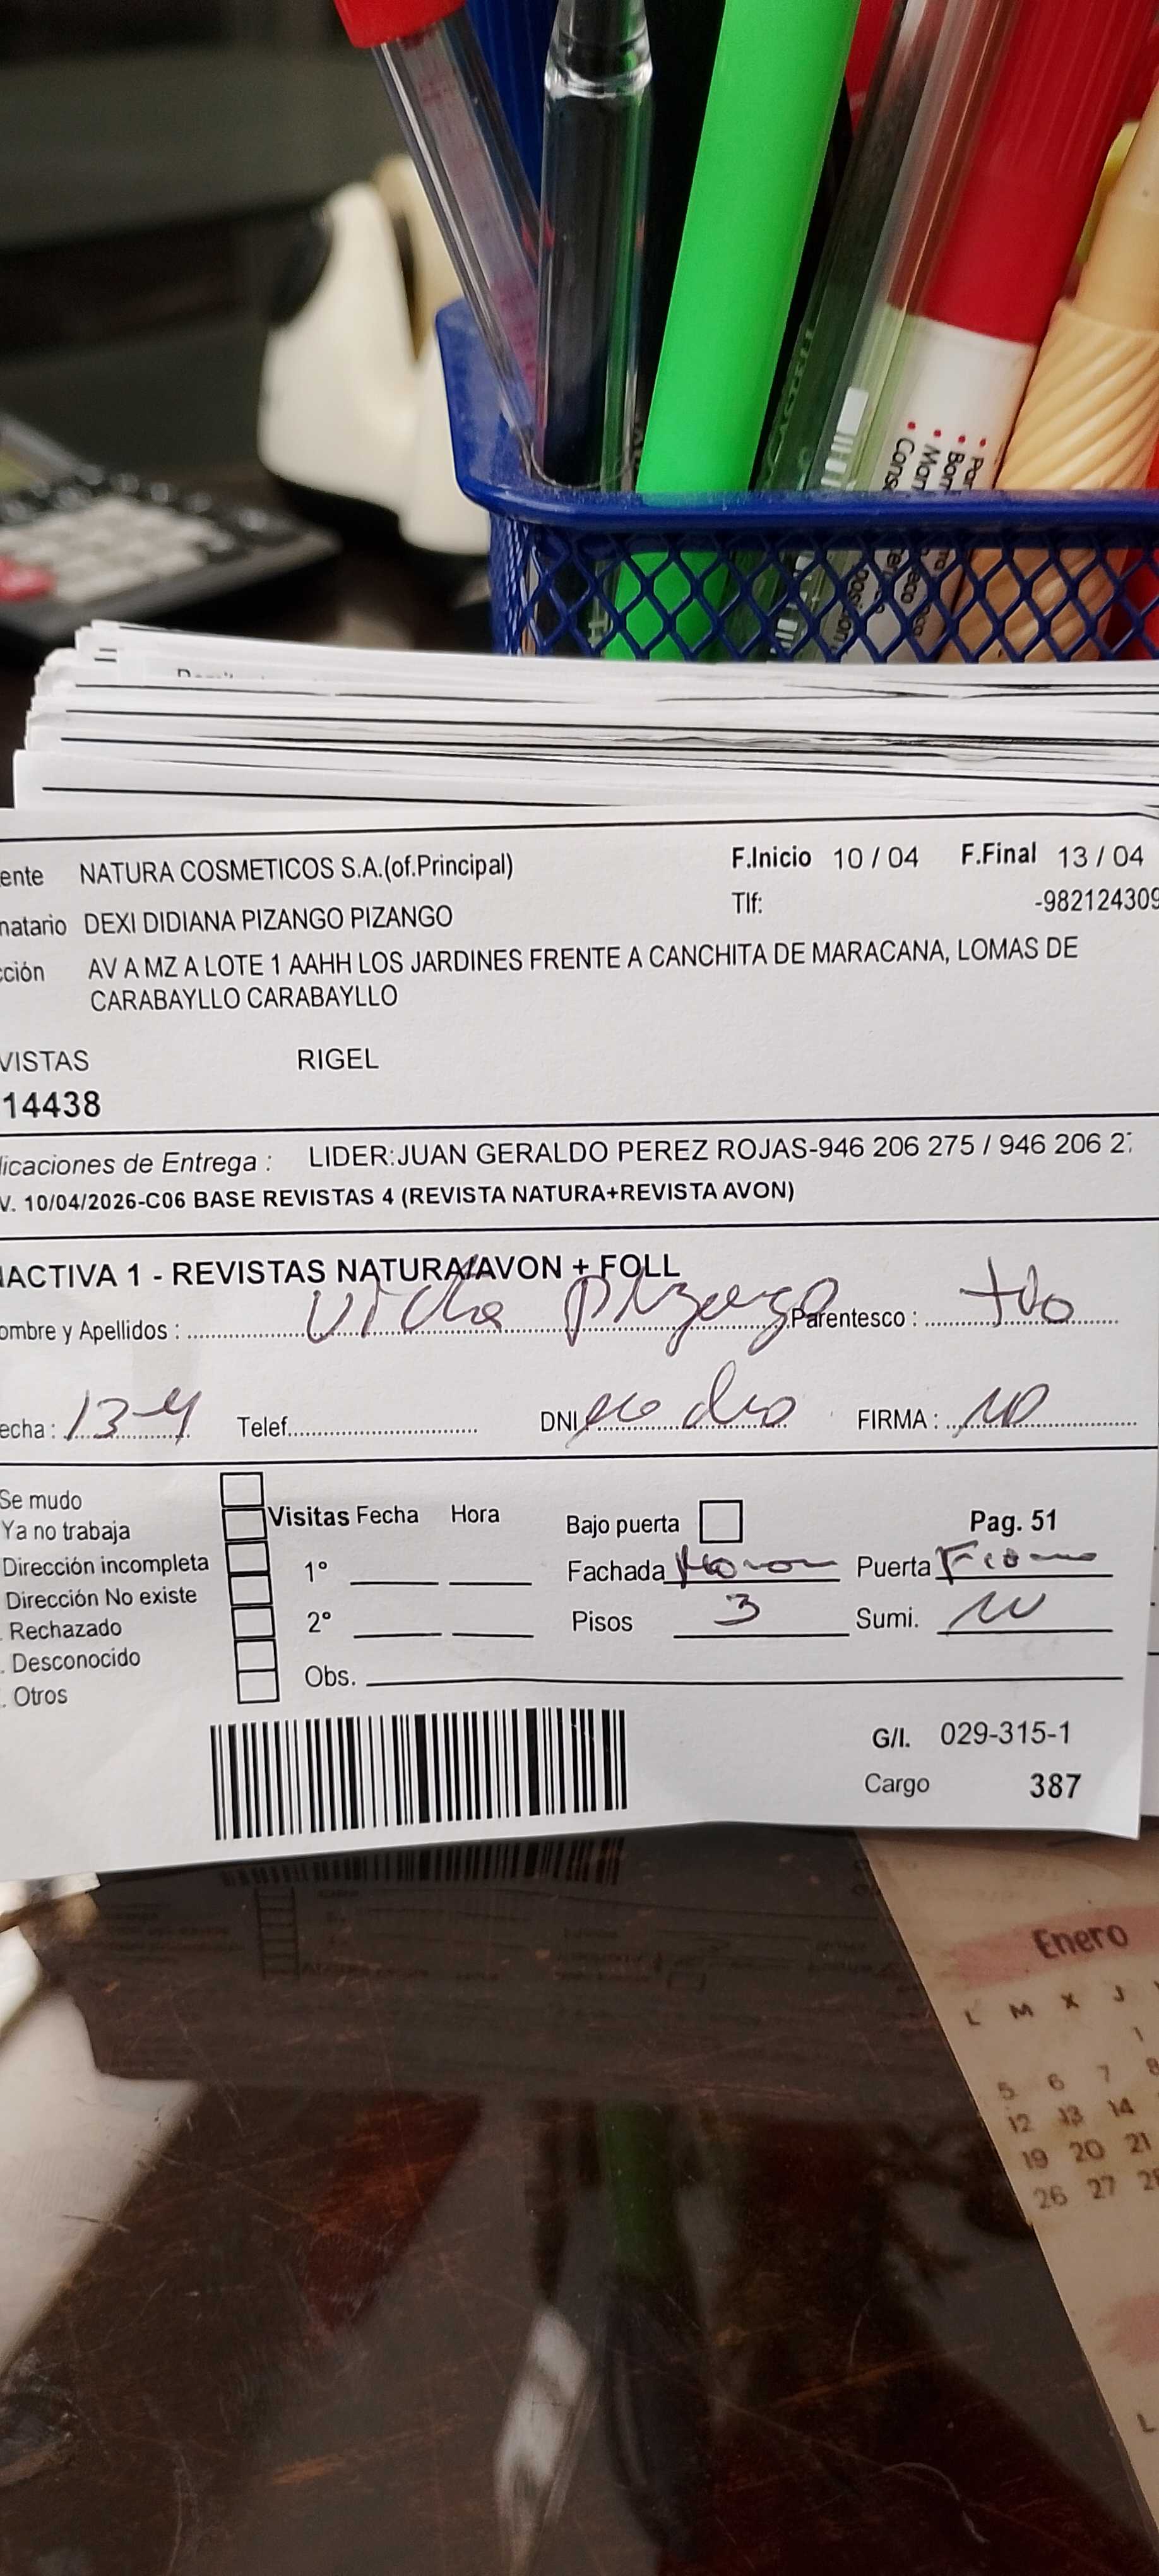 ente NATURA COSMETICOS S.A.(of.Principal) F.Inicio 10 / 04 F.Final 13 / 04
natario DEXI DIDIANA PIZANGO PIZANGO Tlf: -982124309
cción AV A MZ A LOTE 1 AAHH LOS JARDINES FRENTE A CANCHITA DE MARACANA, LOMAS DE
CARABAYLLO CARABAYLLO
VISTAS RIGEL
14438
licaciones de Entrega : LIDER:JUAN GERALDO PEREZ ROJAS-946 206 275 / 946 206 2
V. 10/04/2026-C06 BASE REVISTAS 4 (REVISTA NATURA+REVISTA AVON)
ACTIVA 1 - REVISTAS NATURA/AVON + FOLL
ombre y Apellidos : Pizango Parentesco :
echa : 13-4 Telef. DNI FIRMA :
Se mudo
Ya no trabaja
Dirección incompleta
Dirección No existe
. Rechazado
. Desconocido
. Otros
Visitas Fecha Hora
1°
2°
Obs.
Bajo puerta Pag. 51
Fachada Puerta
Pisos 3 Sumi.
G/I. 029-315-1
Cargo 387
Enero
L M X J
1
5 6 7 8
12 13 14
19 20 21
26 27 28
L